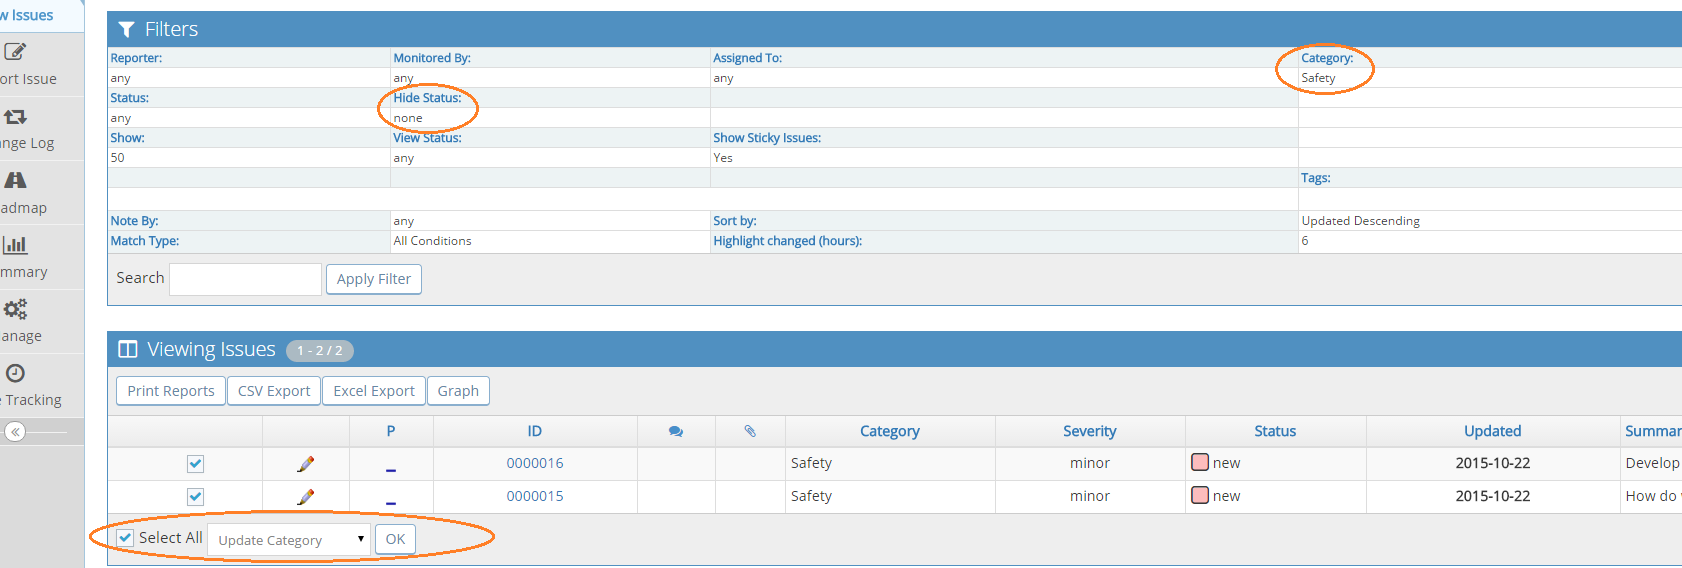 w Issues
ort Issue
nge Log
admap
mmary
anage
e Tracking
Filters
Reporter: Monitored By: Assigned To: Category:
any any any Safety
Status: Hide Status:
any none
Show: View Status: Show Sticky Issues:
50 any Yes
Tags:
Note By: any Sort by: Updated Descending
Match Type: All Conditions Highlight changed (hours): 6
Search Apply Filter
Viewing Issues 1 - 2 / 2
Print Reports CSV Export Excel Export Graph
P ID Category Severity Status Updated Summar
0000016 Safety minor new 2015-10-22 Develop
0000015 Safety minor new 2015-10-22 How do
Select All Update Category OK